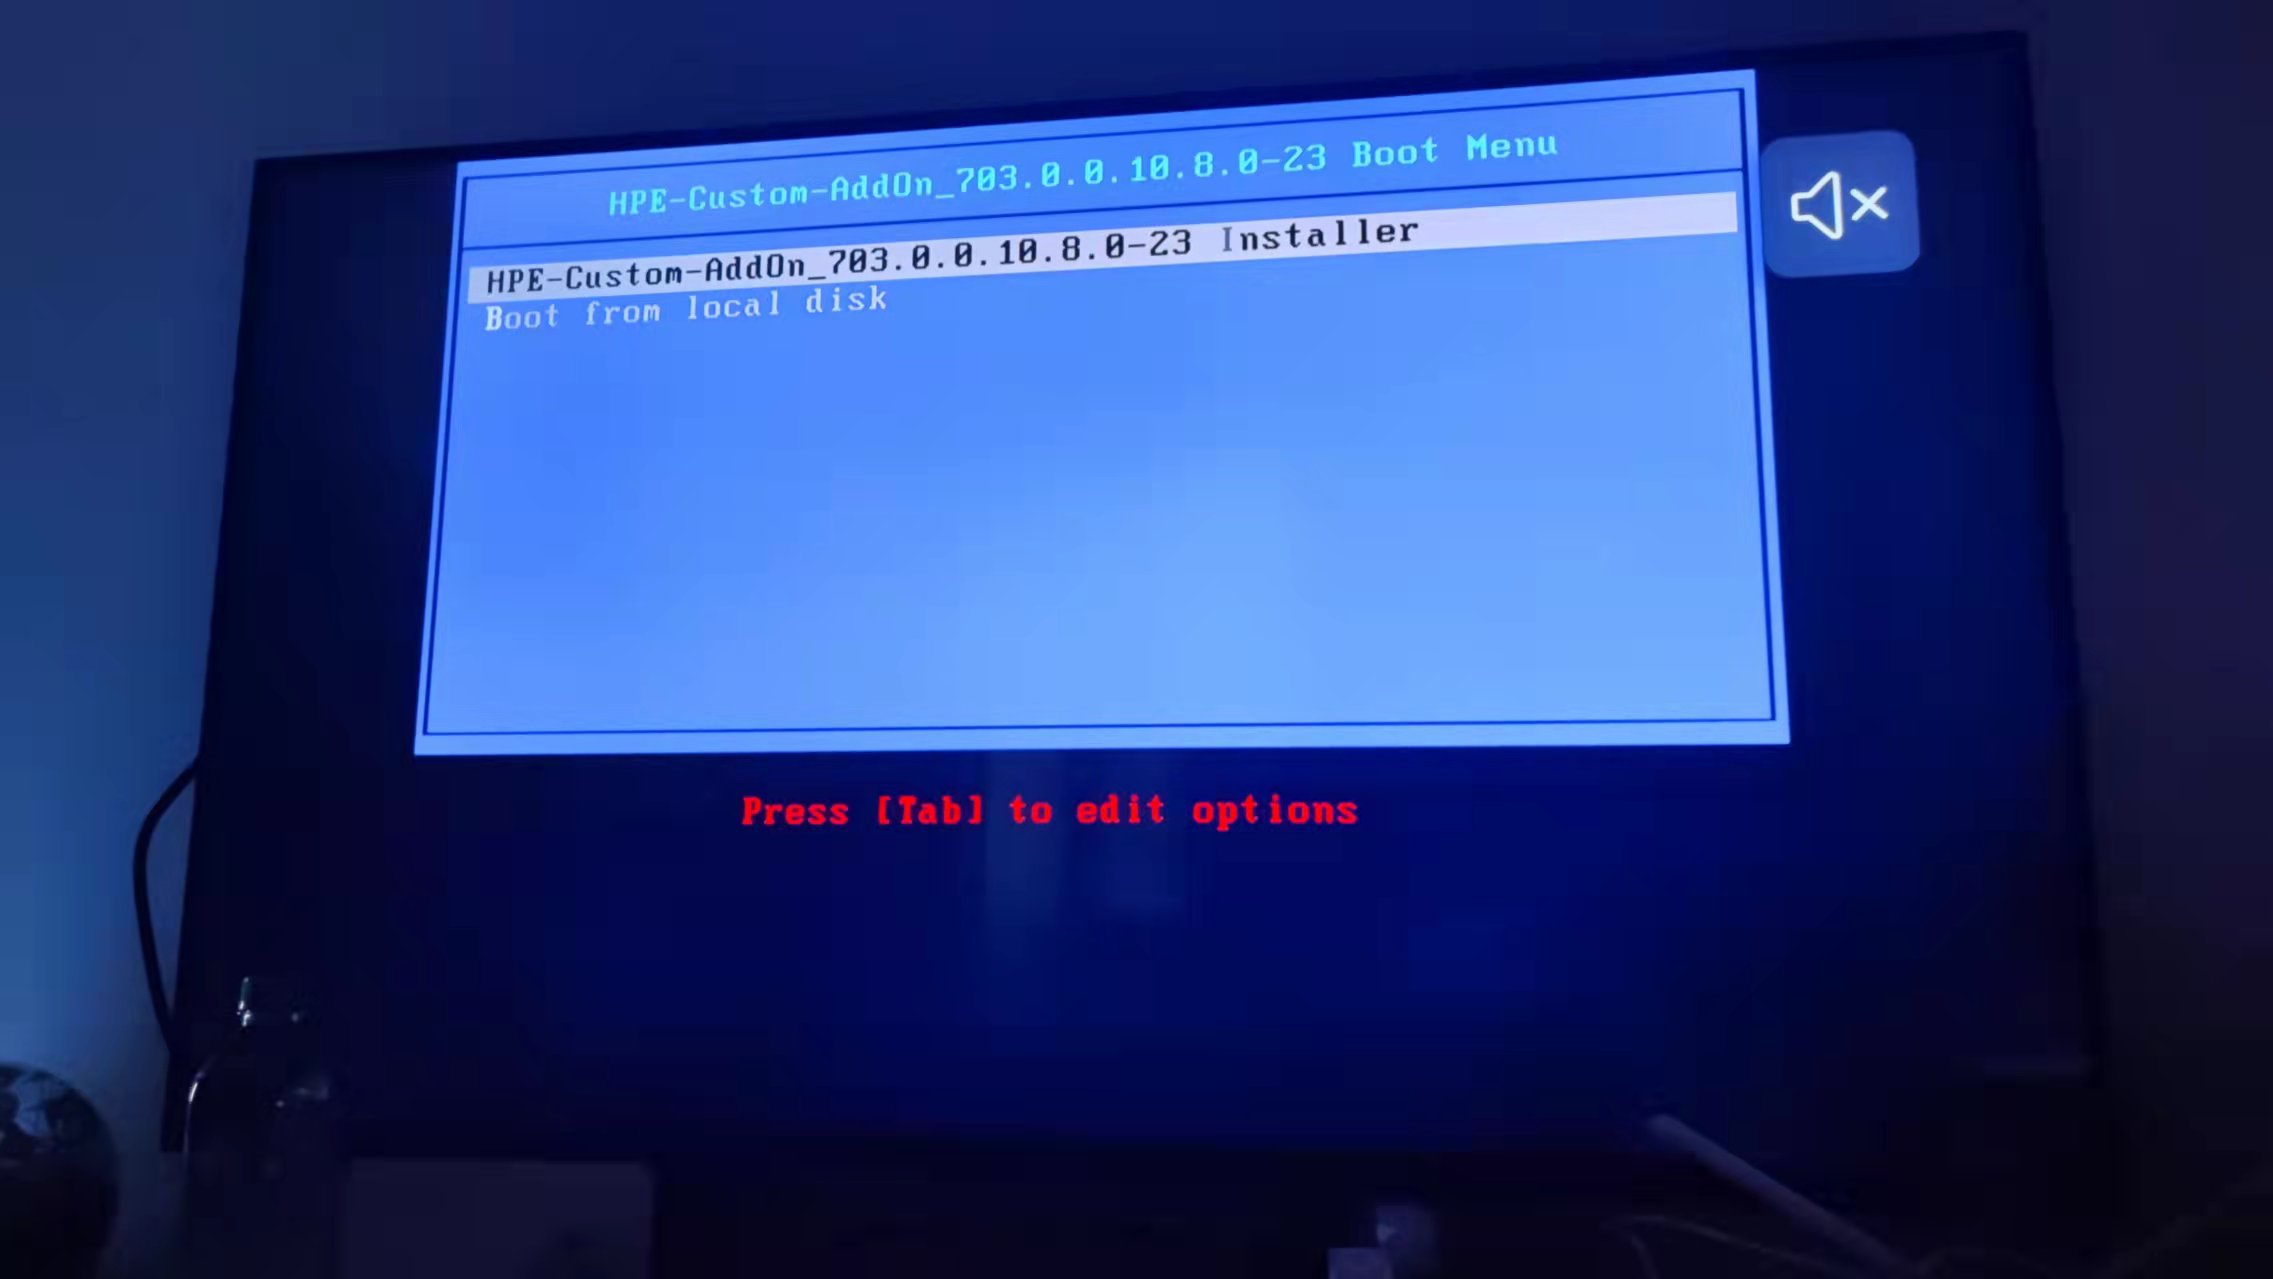 HPE-Custom-AddOn_703.0.0.10.8.0-23 Boot Menu
HPE-Custom-AddOn_703.0.0.10.8.0-23 Installer
Boot from local disk
Press [Tab] to edit options